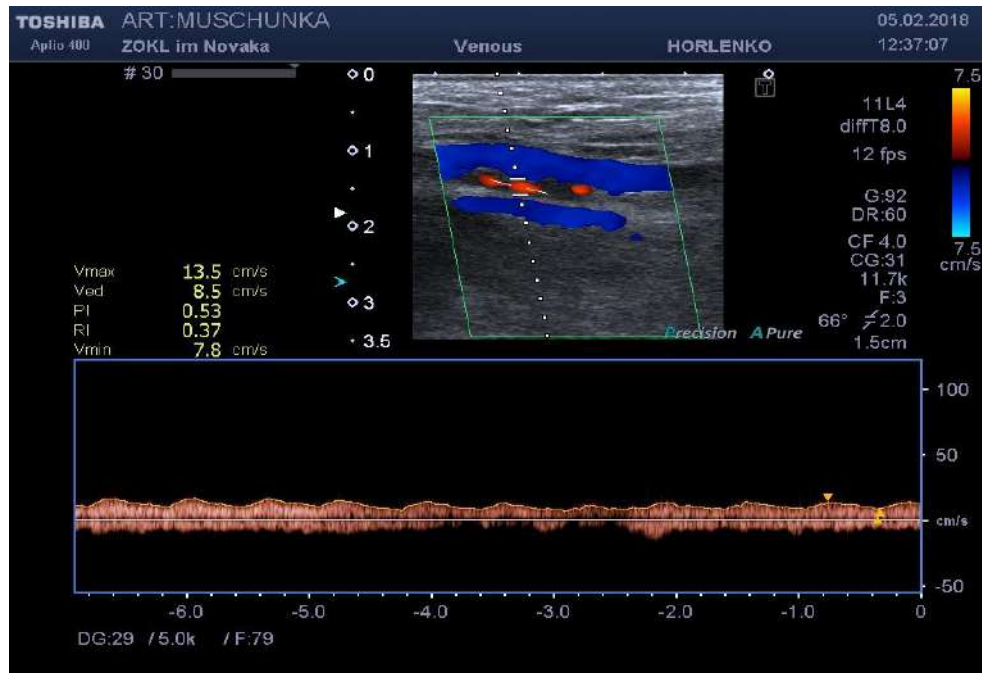 TOSHIBA ART:MUSCHUNKA 05.02.2018
Aplio 400 ZOKL im Novaka Venous HORLENKO 12:37:07
# 30
0
1
2
3
3.5
T
7.5
11L4
diffT8.0
12 fps
G:92
DR:60
CF 4.0
CG:31
11.7k
F:3
66° 2.0
1.5cm
7.5
cm/s
Vmax 13.5 cm/s
Ved 8.5 cm/s
PI 0.53
RI 0.37
Vmin 7.8 cm/s
Precision APure
100
50
cm/s
-50
-6.0 -5.0 -4.0 -3.0 -2.0 -1.0 0
DG:29 /5.0k /F:79